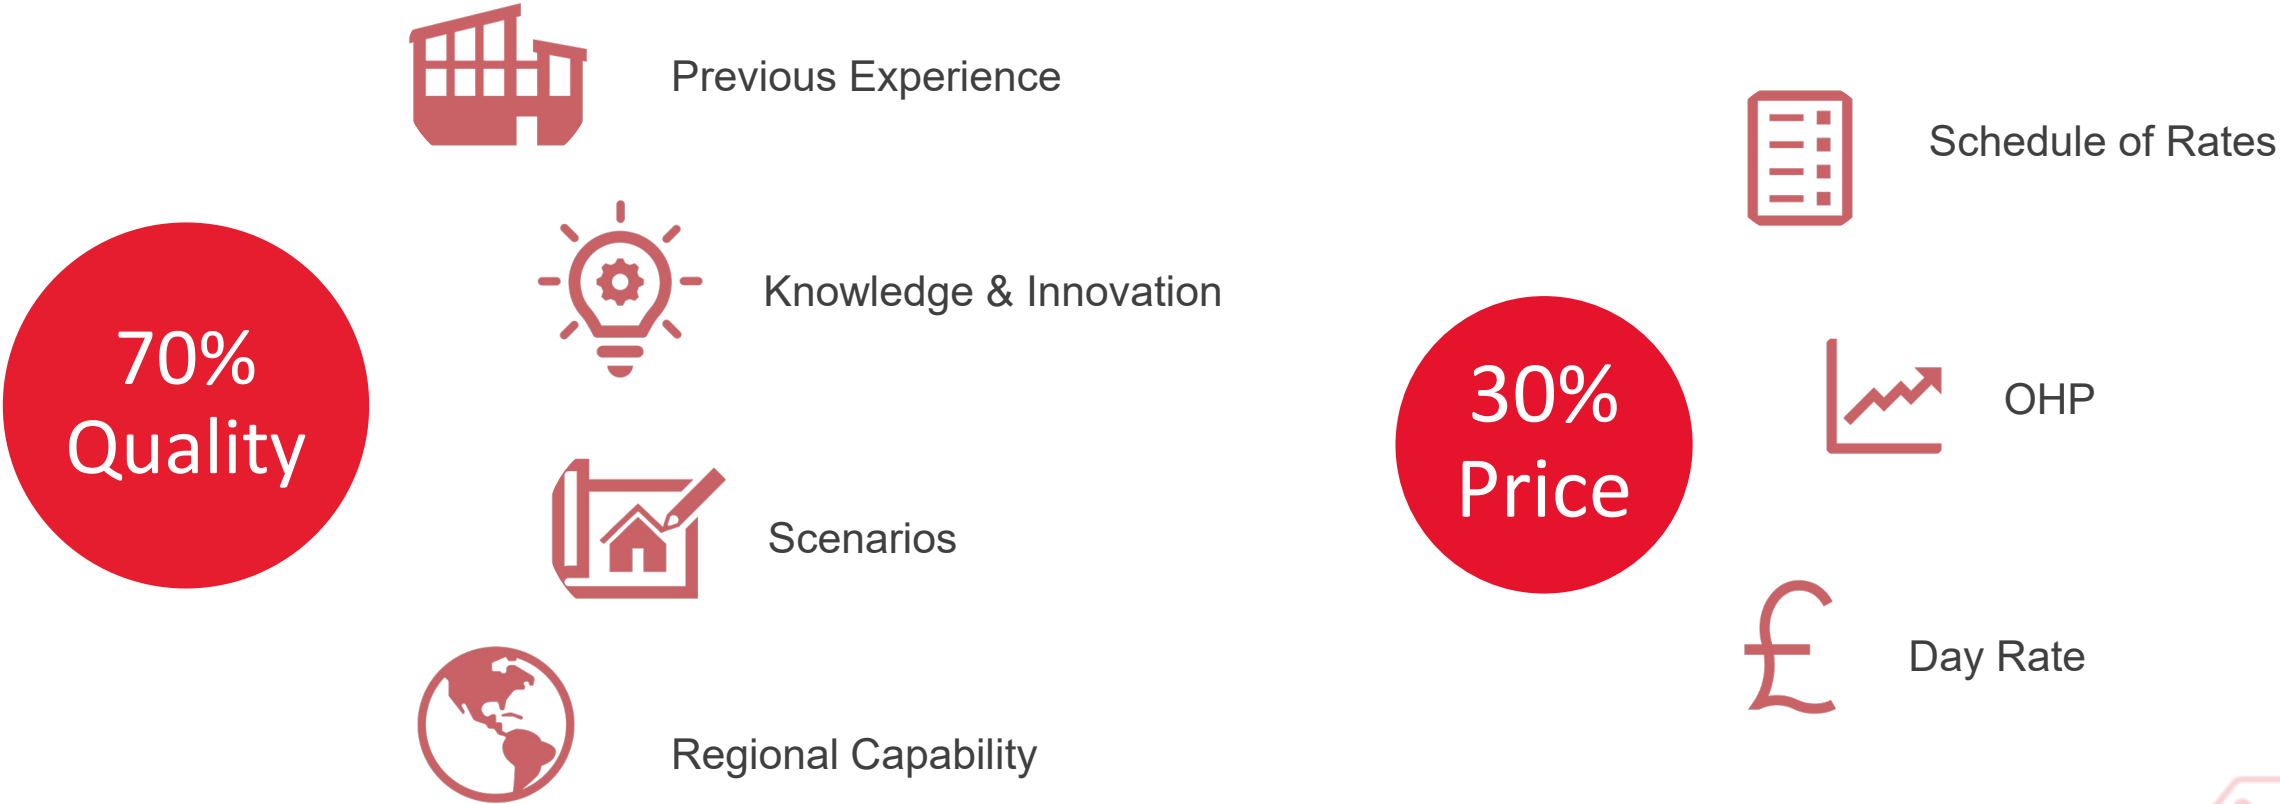 70%
Quality
Previous Experience
Knowledge & Innovation
Scenarios
Regional Capability
30%
Price
Schedule of Rates
OHP
Day Rate